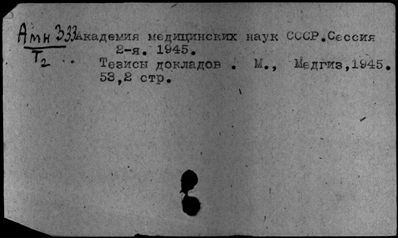 Амн 333
Т2
Академия медицинских наук СССР.Сессия
2-я. 1945.
Тезисы докладов . М., Медгиз,1945.
53,2 стр.